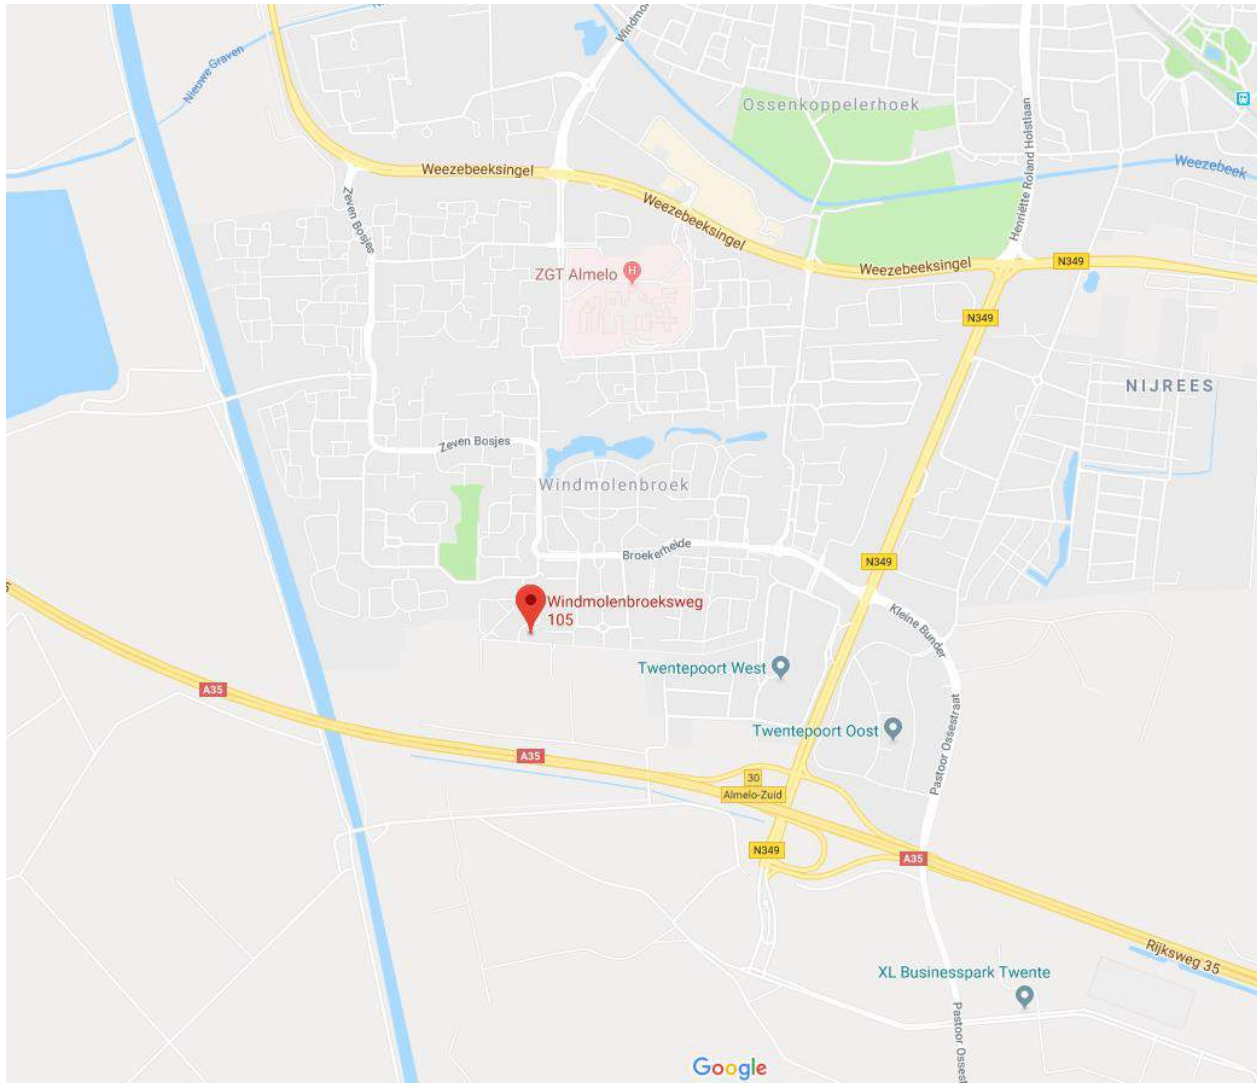 Windmol
Nieuwe Graven
Ossenkoppelerhoek
Henriëtte Roland Holstlaan
Weezebeeksingel
Weezebeek
Zeven Bosjes
Weezebeeksingel
Weezebeeksingel
N349
ZGT Almelo
H
N349
NIJREES
Zeven Bosjes
Windmolenbroek
Broekerheide
N349
Windmolenbroeksweg
105
Kleine Bunder
Twentepoort West
A35
Twentepoort Oost
Pastoor Ossestraat
A35
30
Almelo-Zuid
N349
A35
Rijksweg 35
XL Businesspark Twente
Pastoor Ossest
Google